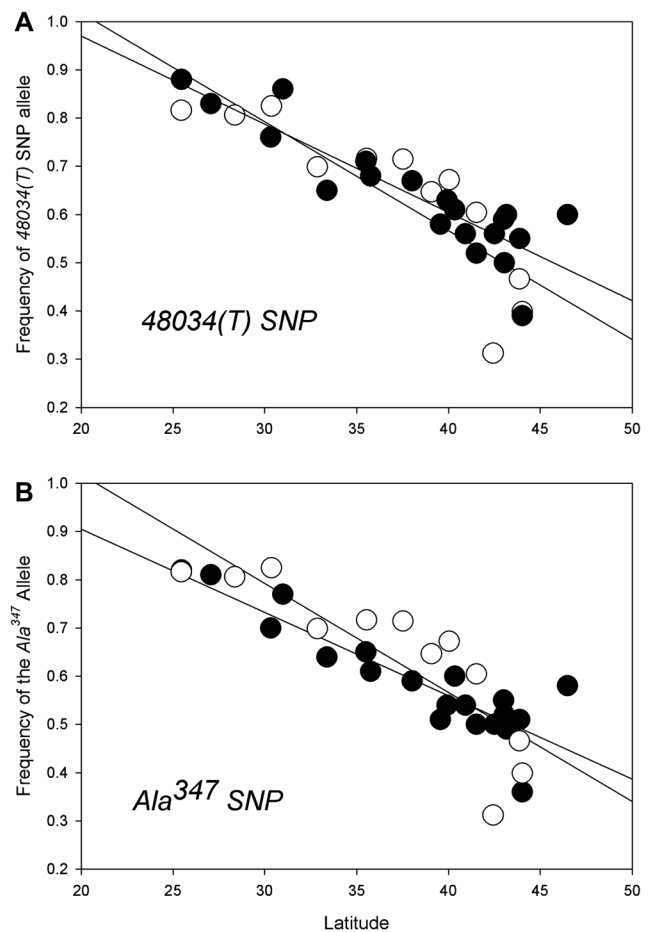 A
Frequency of 48034(T) SNP allele
1.0
0.9
0.8
0.7
0.6
0.5
0.4
0.3
0.2
48034(T) SNP
20 25 30 35 40 45 50
B
Frequency of the Ala347 Allele
1.0
0.9
0.8
0.7
0.6
0.5
0.4
0.3
0.2
Ala347 SNP
20 25 30 35 40 45 50
Latitude